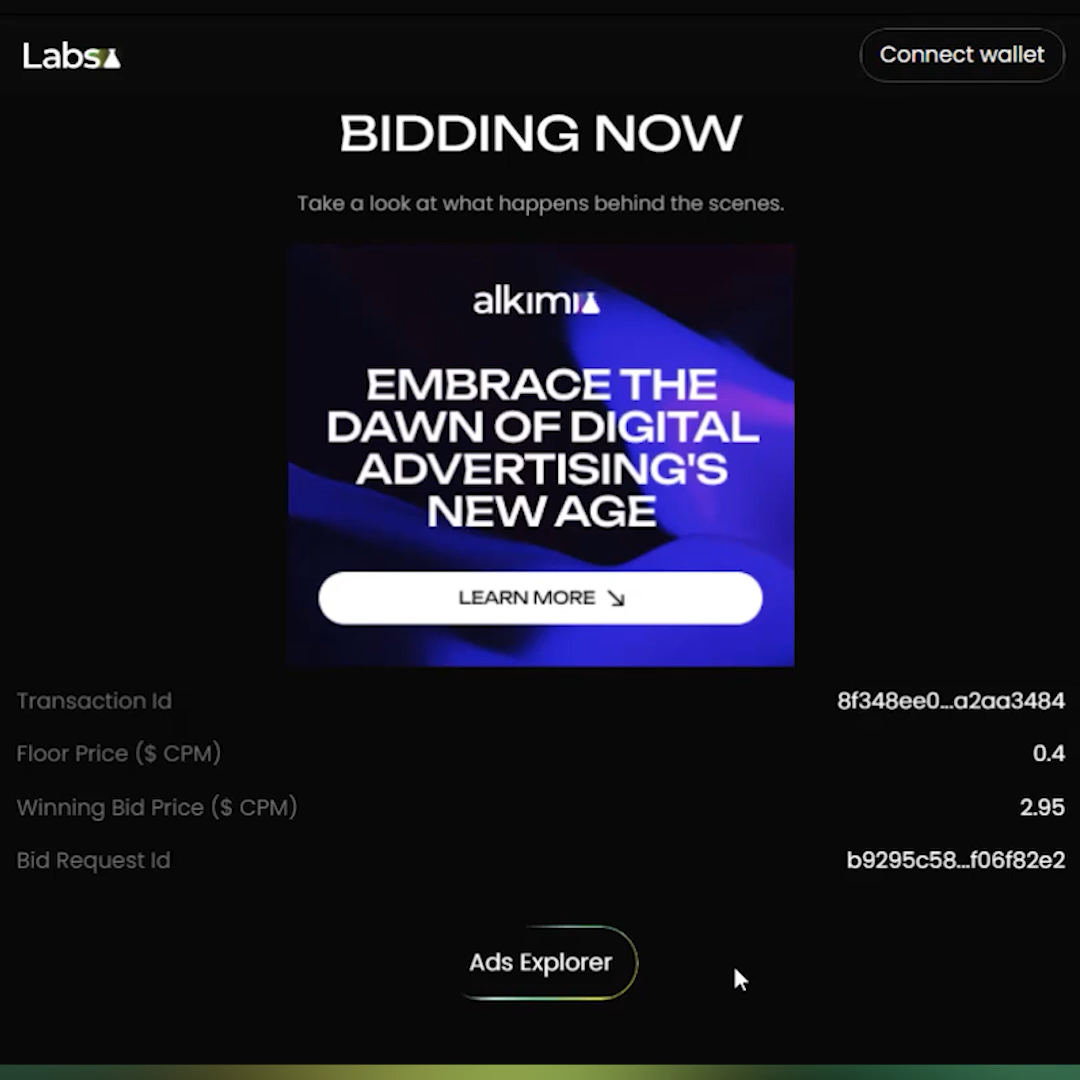 Labs
Connect wallet
BIDDING NOW
Take a look at what happens behind the scenes.
alkimi
EMBRACE THE
DAWN OF DIGITAL
ADVERTISING'S
NEW AGE
LEARN MORE ↘
Transaction Id 8f348ee0...a2aa3484
Floor Price ($ CPM) 0.4
Winning Bid Price ($ CPM) 2.95
Bid Request Id b9295c58...f06f82e2
Ads Explorer